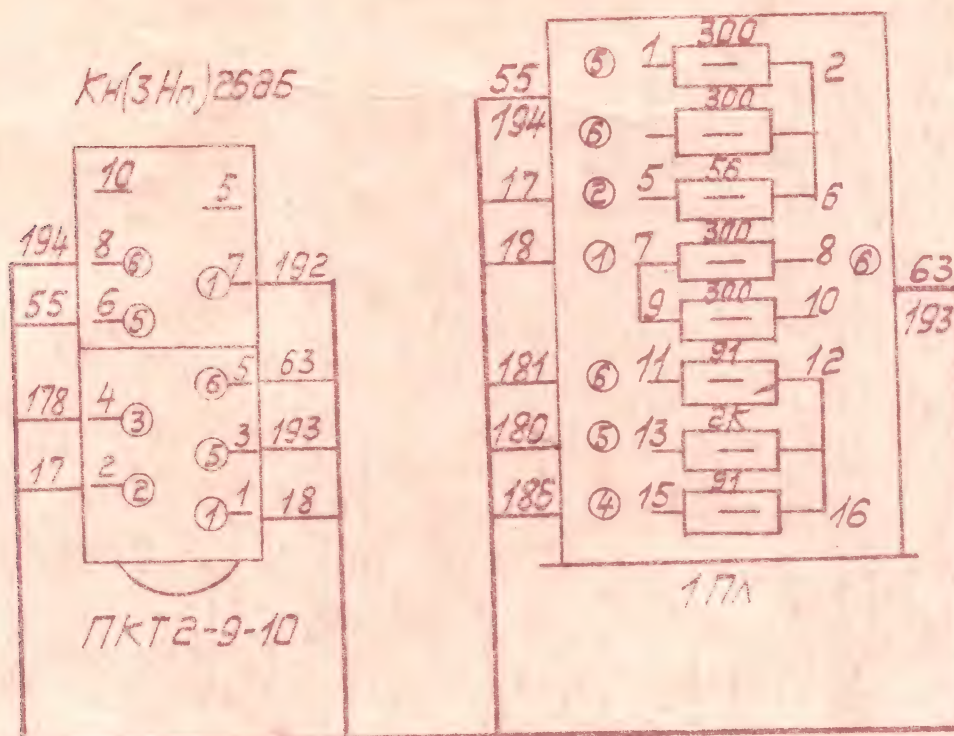 Кн(3Нп)268Б
10
5
194 8 ⑥
① 7 192
55 6 ⑤
⑥ 5 63
178 4 ③
⑤ 3 193
17 2 ②
① 1 18
ПКТ2-9-10
300
55 ⑤ 1 2
300
194 ⑥
56
17 ② 5 6
300
18 ① 7 8 ⑥ 63
300
9 10 193
91
181 ⑥ 11 12
2К
180 ⑤ 13
91
185 ④ 15 16
1ПЛ